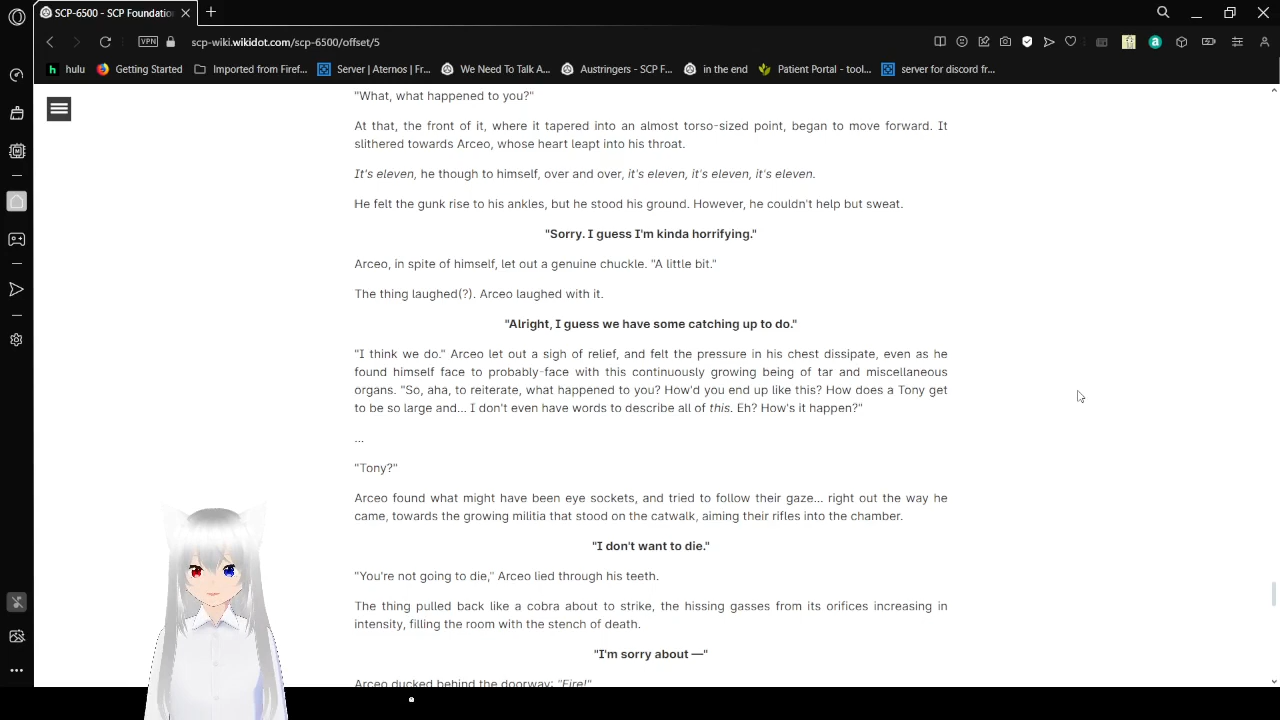 SCP-6500 - SCP Foundatio
scp-wiki.wikidot.com/scp-6500/offset/5
VPN
hulu
Getting Started
Imported from Firef...
Server | Aternos | Fr...
We Need To Talk A...
Austringers - SCP F...
in the end
Patient Portal - tool...
server for discord fr...
"What, what happened to you?"
At that, the front of it, where it tapered into an almost torso-sized point, began to move forward. It
slithered towards Arceo, whose heart leapt into his throat.
It's eleven, he though to himself, over and over, it's eleven, it's eleven, it's eleven.
He felt the gunk rise to his ankles, but he stood his ground. However, he couldn't help but sweat.
"Sorry. I guess I'm kinda horrifying."
Arceo, in spite of himself, let out a genuine chuckle. "A little bit."
The thing laughed(?). Arceo laughed with it.
"Alright, I guess we have some catching up to do."
"I think we do." Arceo let out a sigh of relief, and felt the pressure in his chest dissipate, even as he
found himself face to probably-face with this continuously growing being of tar and miscellaneous
organs. "So, aha, to reiterate, what happened to you? How'd you end up like this? How does a Tony get
to be so large and... I don't even have words to describe all of this. Eh? How's it happen?"
...
"Tony?"
Arceo found what might have been eye sockets, and tried to follow their gaze... right out the way he
came, towards the growing militia that stood on the catwalk, aiming their rifles into the chamber.
"I don't want to die."
"You're not going to die," Arceo lied through his teeth.
The thing pulled back like a cobra about to strike, the hissing gasses from its orifices increasing in
intensity, filling the room with the stench of death.
"I'm sorry about —"
Arceo ducked behind the doorway: "Fire!"